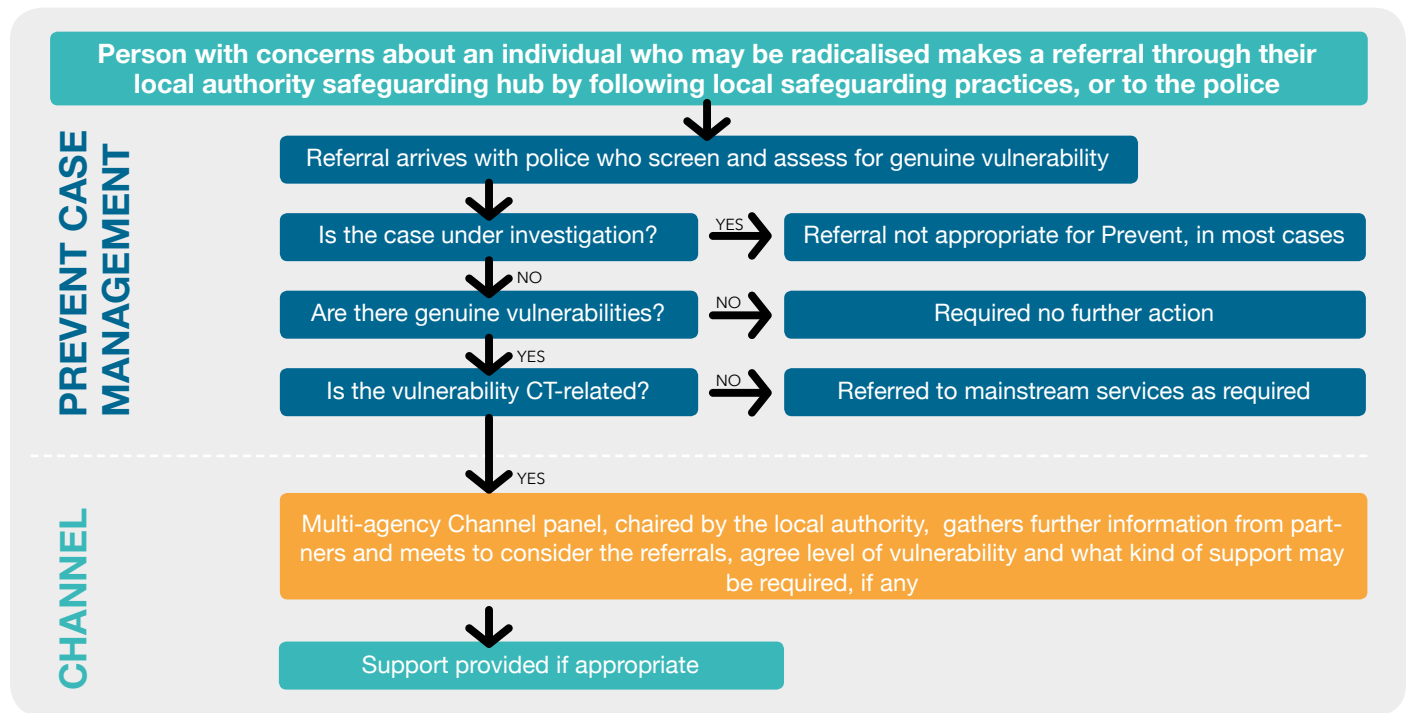 Person with concerns about an individual who may be radicalised makes a referral through their
local authority safeguarding hub by following local safeguarding practices, or to the police
PREVENT CASE
MANAGEMENT
Referral arrives with police who screen and assess for genuine vulnerability
Is the case under investigation?
YES
Referral not appropriate for Prevent, in most cases
NO
Are there genuine vulnerabilities?
NO
Required no further action
YES
Is the vulnerability CT-related?
NO
Referred to mainstream services as required
YES
CHANNEL
Multi-agency Channel panel, chaired by the local authority,  gathers further information from part-
ners and meets to consider the referrals, agree level of vulnerability and what kind of support may
be required, if any
Support provided if appropriate